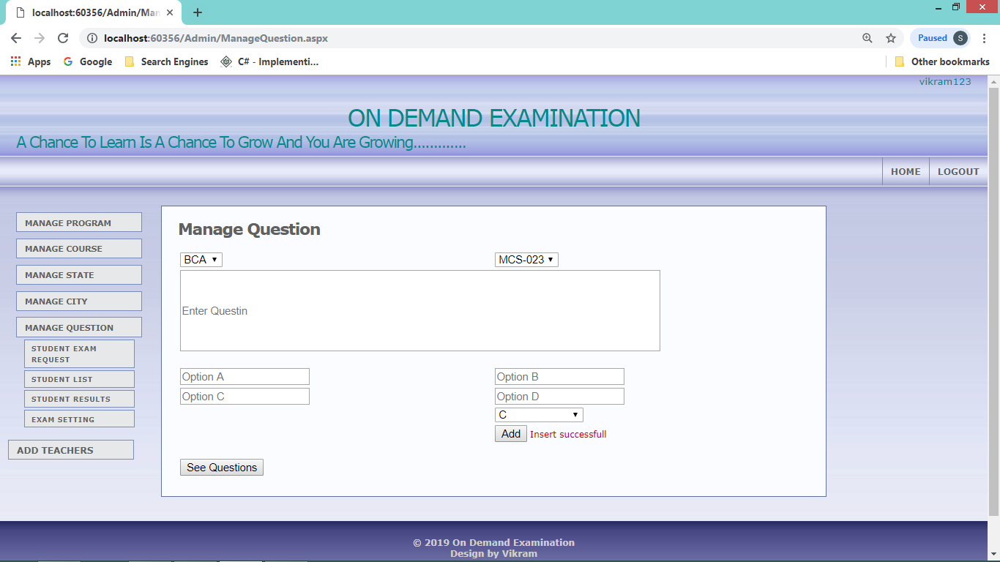 localhost:60356/Admin/Man
localhost:60356/Admin/ManageQuestion.aspx
Paused S
Apps Google Search Engines C# - Implementi... Other bookmarks
vikram123
ON DEMAND EXAMINATION
A Chance To Learn Is A Chance To Grow And You Are Growing.............
HOME LOGOUT
MANAGE PROGRAM
MANAGE COURSE
MANAGE STATE
MANAGE CITY
MANAGE QUESTION
STUDENT EXAM
REQUEST
STUDENT LIST
STUDENT RESULTS
EXAM SETTING
ADD TEACHERS
Manage Question
BCA MCS-023
Enter Questin
Option A Option B
Option C Option D
C
Add Insert successfull
See Questions
© 2019 On Demand Examination
Design by Vikram